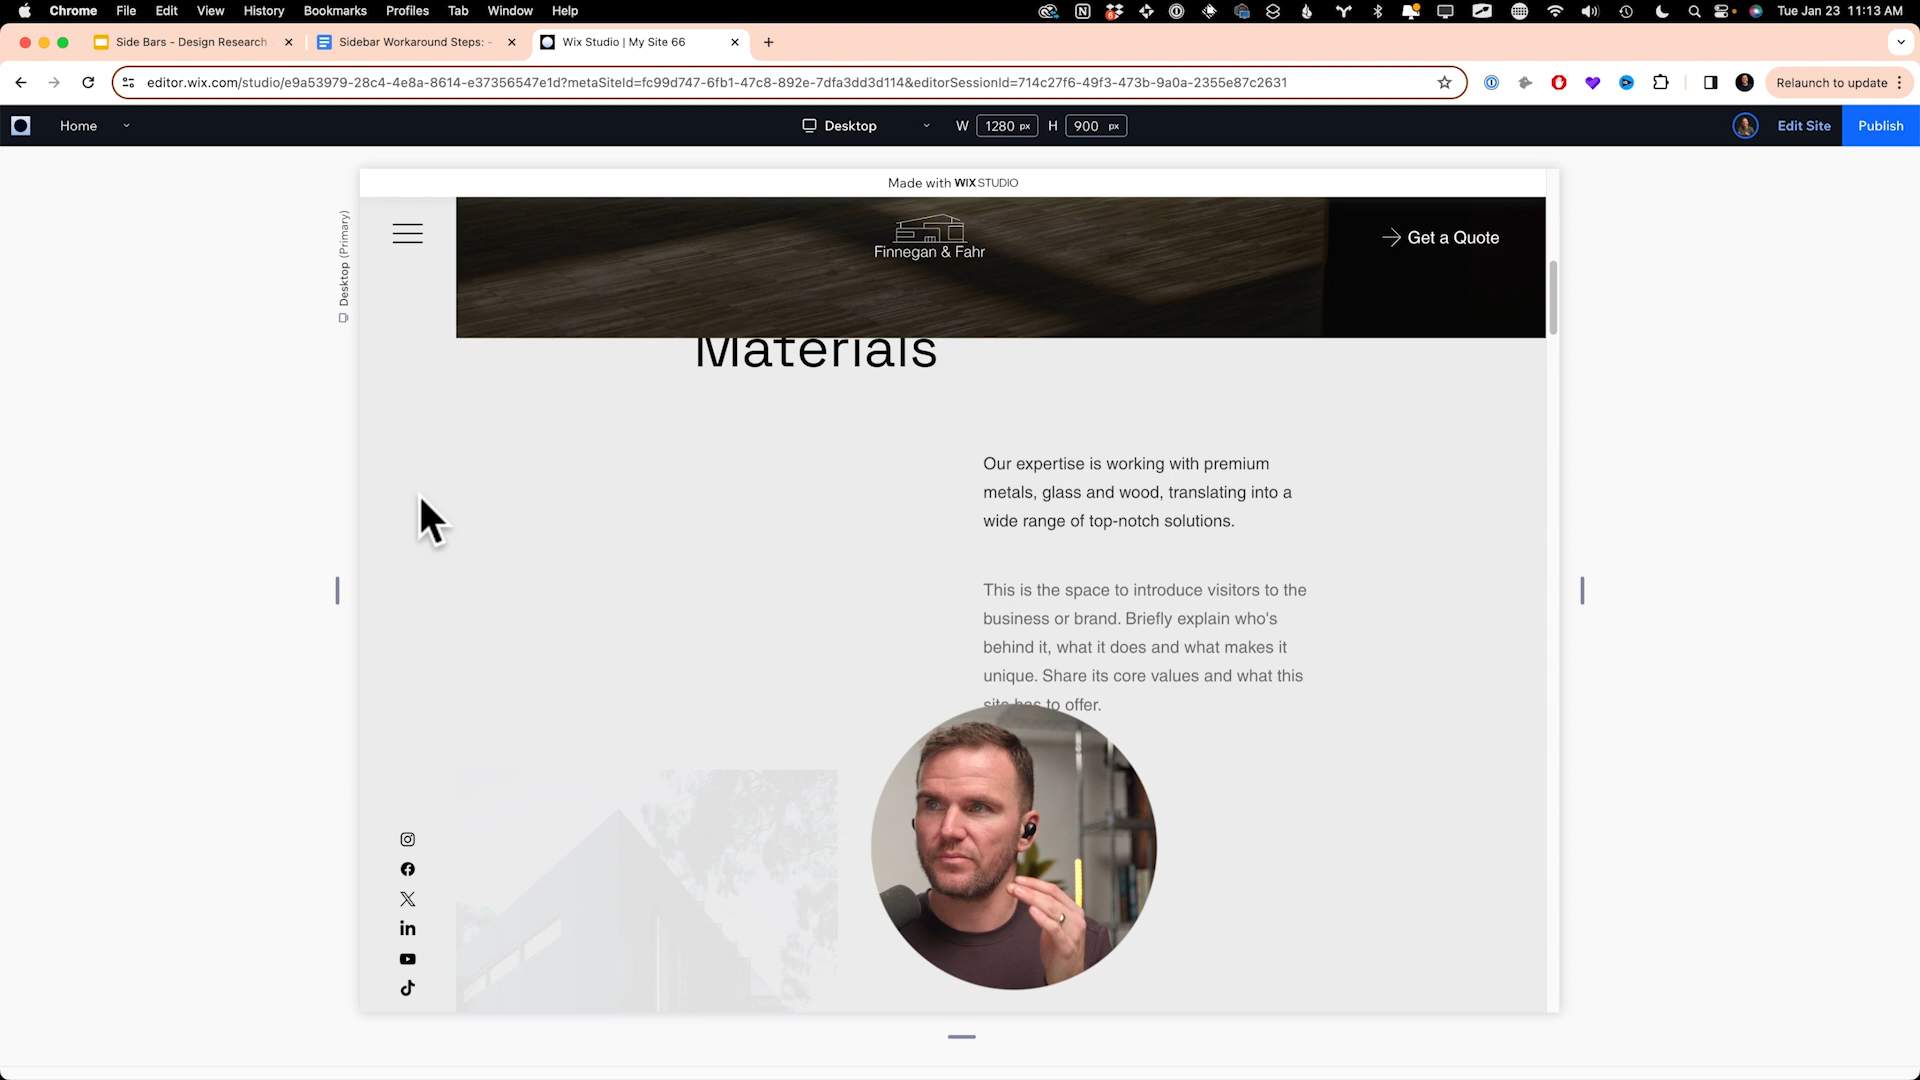 Chrome File Edit View History Bookmarks Profiles Tab Window Help Tue Jan 23 11:13 AM
Side Bars - Design Research Sidebar Workaround Steps: - Wix Studio | My Site 66
editor.wix.com/studio/e9a53979-28c4-4e8a-8614-e37356547e1d?metaSiteId=fc99d747-6fb1-47c8-892e-7dfa3dd3d114&editorSessionId=714c27f6-49f3-473b-9a0a-2355e87c2631 Relaunch to update
Home Desktop W 1280 px H 900 px Edit Site Publish
Made with WIX STUDIO
Desktop (Primary)
Finnegan & Fahr
Get a Quote
Materials
Our expertise is working with premium
metals, glass and wood, translating into a
wide range of top-notch solutions.
This is the space to introduce visitors to the
business or brand. Briefly explain who's
behind it, what it does and what makes it
unique. Share its core values and what this
site has to offer.